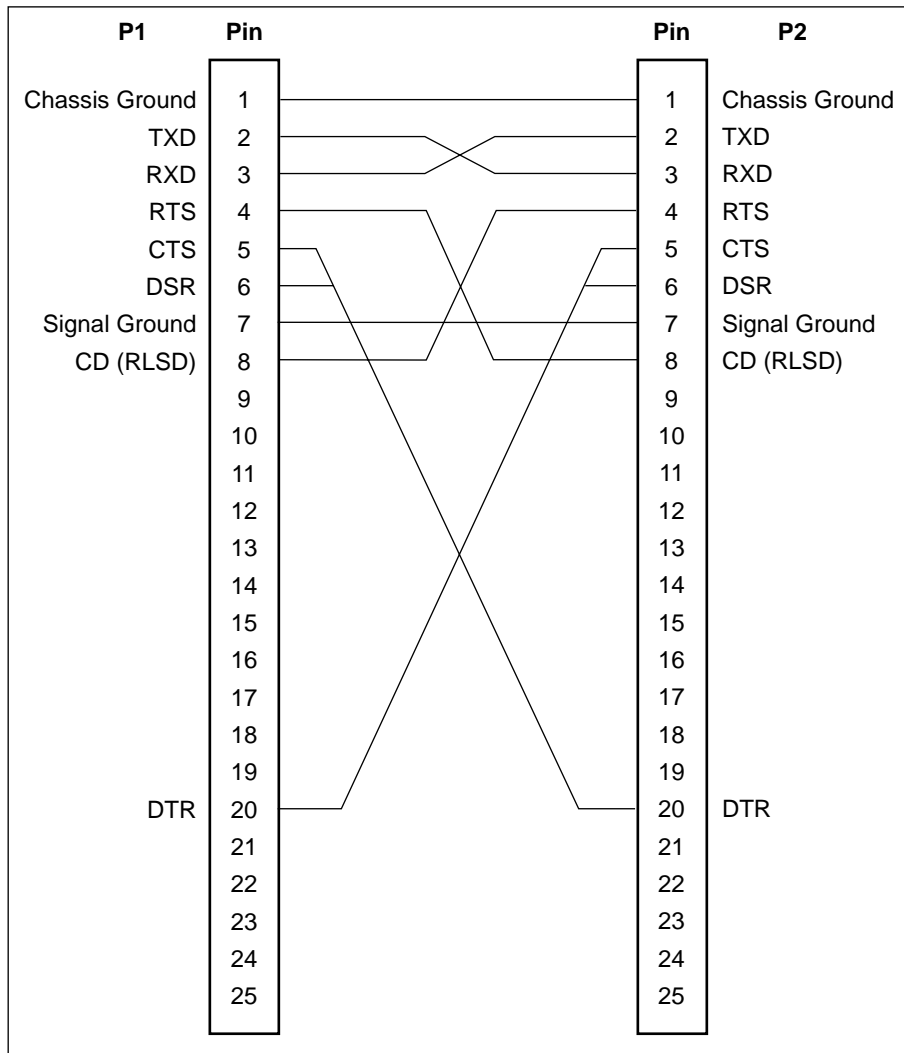 P1 Pin Pin P2
Chassis Ground 1 1 Chassis Ground
TXD 2 2 TXD
RXD 3 3 RXD
RTS 4 4 RTS
CTS 5 5 CTS
DSR 6 6 DSR
Signal Ground 7 7 Signal Ground
CD (RLSD) 8 8 CD (RLSD)
9 9
10 10
11 11
12 12
13 13
14 14
15 15
16 16
17 17
18 18
19 19
DTR 20 20 DTR
21 21
22 22
23 23
24 24
25 25